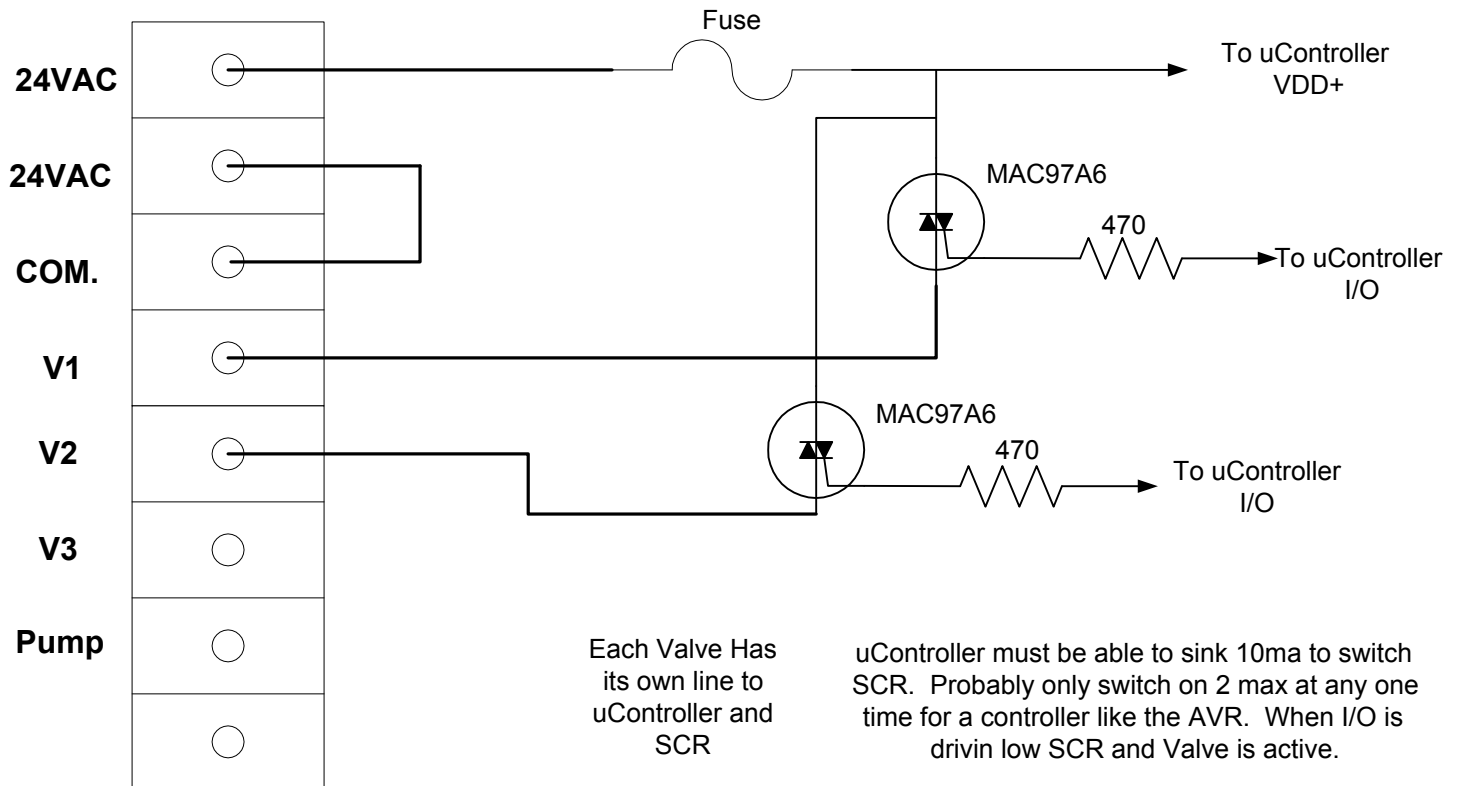 Fuse
24VAC
To uController
VDD+
24VAC
MAC97A6
470
COM.
To uController
I/O
V1
MAC97A6
V2
470
To uController
I/O
V3
Pump
Each Valve Has
its own line to
uController and
SCR
uController must be able to sink 10ma to switch
SCR. Probably only switch on 2 max at any one
time for a controller like the AVR. When I/O is
drivin low SCR and Valve is active.